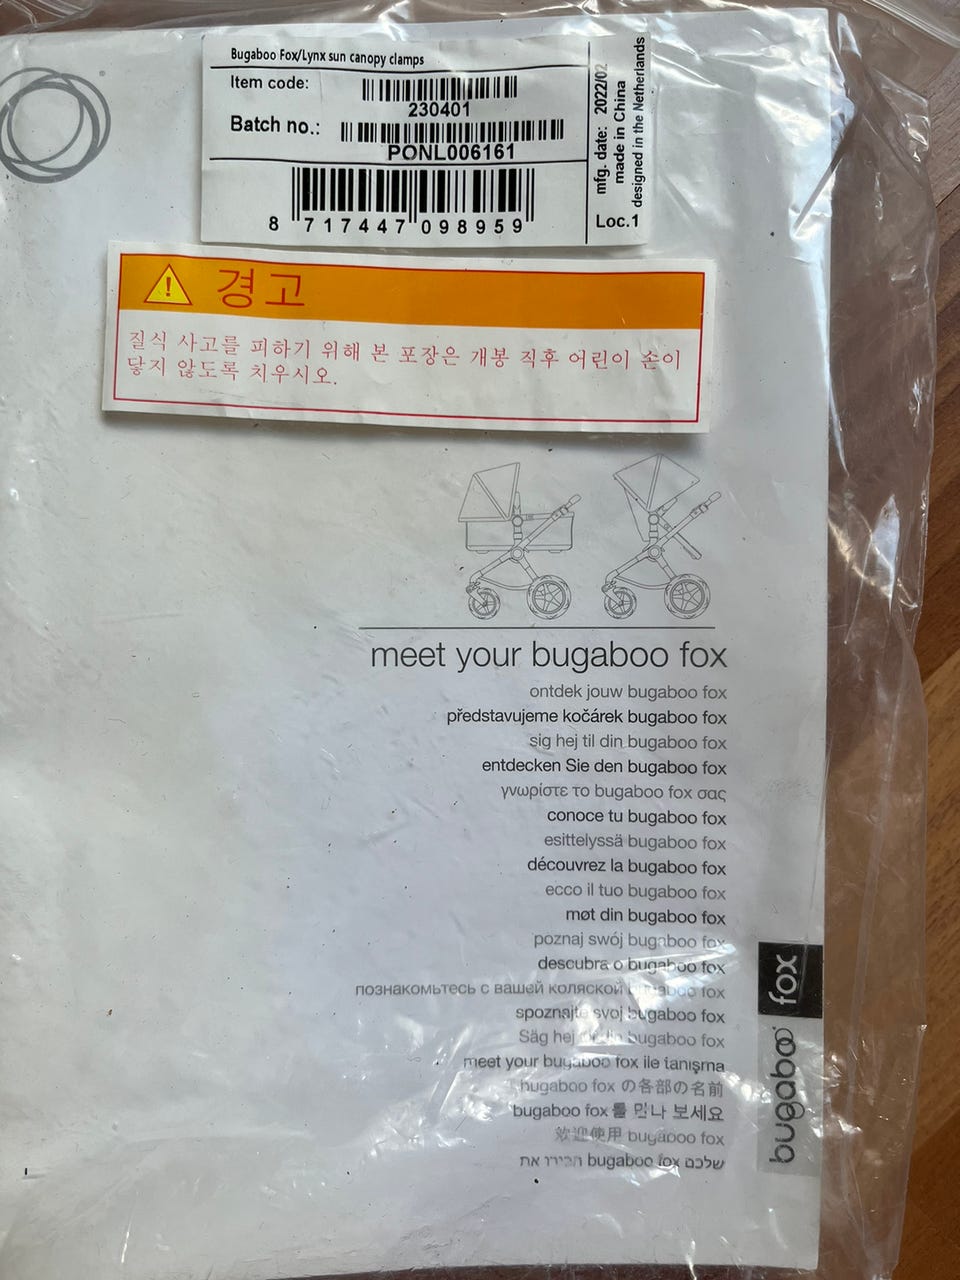 Bugaboo Fox/Lynx sun canopy clamps
Item code:
230401
Batch no.:
PONL006161
8 717447 098959
mfg. date: 2022/02
made in China
designed in the Netherlands
Loc.1
경고
질식 사고를 피하기 위해 본 포장은 개봉 직후 어린이 손이
닿지 않도록 치우시오.
meet your bugaboo fox
ontdek jouw bugaboo fox
představujeme kočárek bugaboo fox
sig hej til din bugaboo fox
entdecken Sie den bugaboo fox
γνωρίστε το bugaboo fox σας
conoce tu bugaboo fox
esittelyssä bugaboo fox
découvrez la bugaboo fox
ecco il tuo bugaboo fox
møt din bugaboo fox
poznaj swój bugaboo fox
descubra o bugaboo fox
познакомьтесь с вашей коляской bugaboo fox
spoznajte svoj bugaboo fox
Säg hej till din bugaboo fox
meet your bugaboo fox ile tanışma
bugaboo fox の各部の名前
bugaboo fox 를 만나 보세요
欢迎使用 bugaboo fox
את bugaboo fox שלכם
bugaboo fox